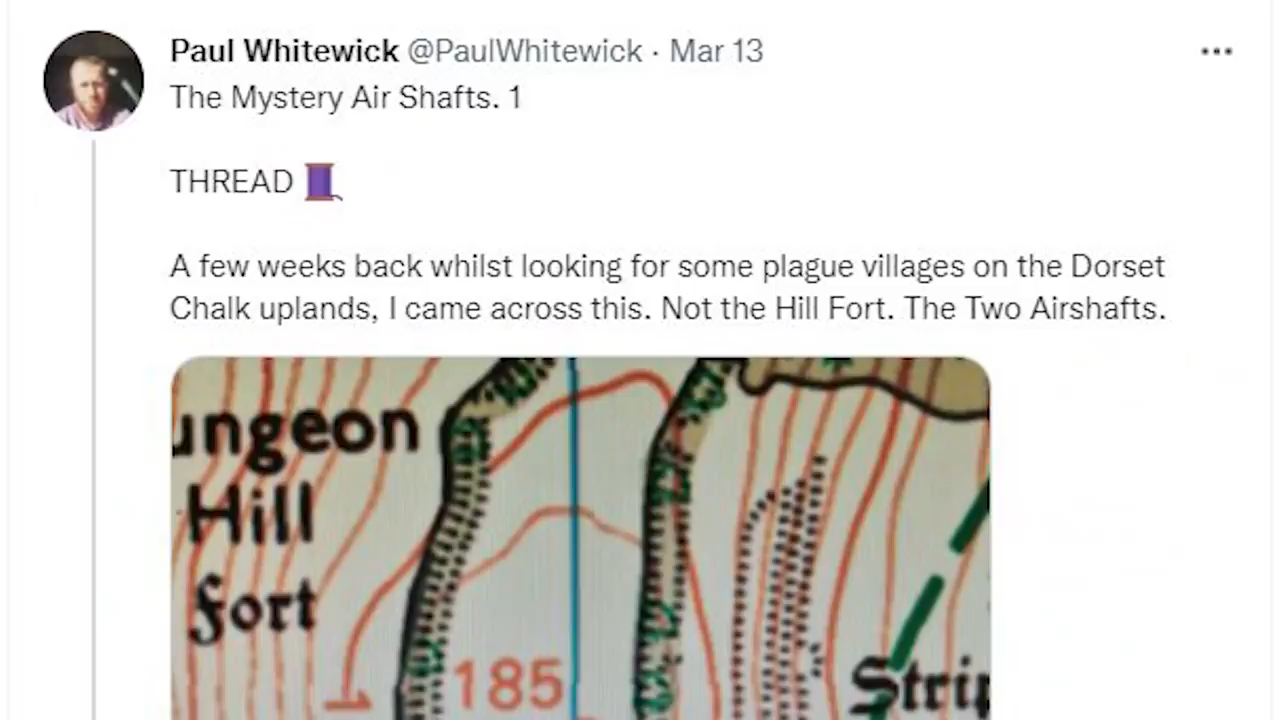 Paul Whitewick @PaulWhitewick · Mar 13
The Mystery Air Shafts. 1
THREAD 🧵
A few weeks back whilst looking for some plague villages on the Dorset
Chalk uplands, I came across this. Not the Hill Fort. The Two Airshafts.
ungeon
Hill
Fort
185
Strip